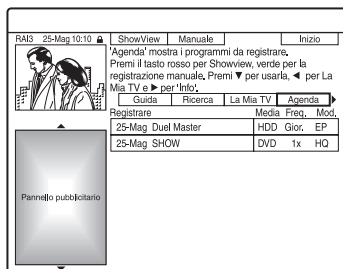 RAI3 25-Mag 10:10
ShowView Manuale Inizio
'Agenda' mostra i programmi da registrare.
Premi il tasto rosso per Showview, verde per la
registrazione manuale. Premi ▼ per usarla, ◄ per La
Mia TV e ► per 'Info'.
Guida Ricerca La Mia TV Agenda
Registrare Media Freq. Mod.
25-Mag Duel Master HDD Gior. EP
25-Mag SHOW DVD 1x HQ
Pannello pubblicitario